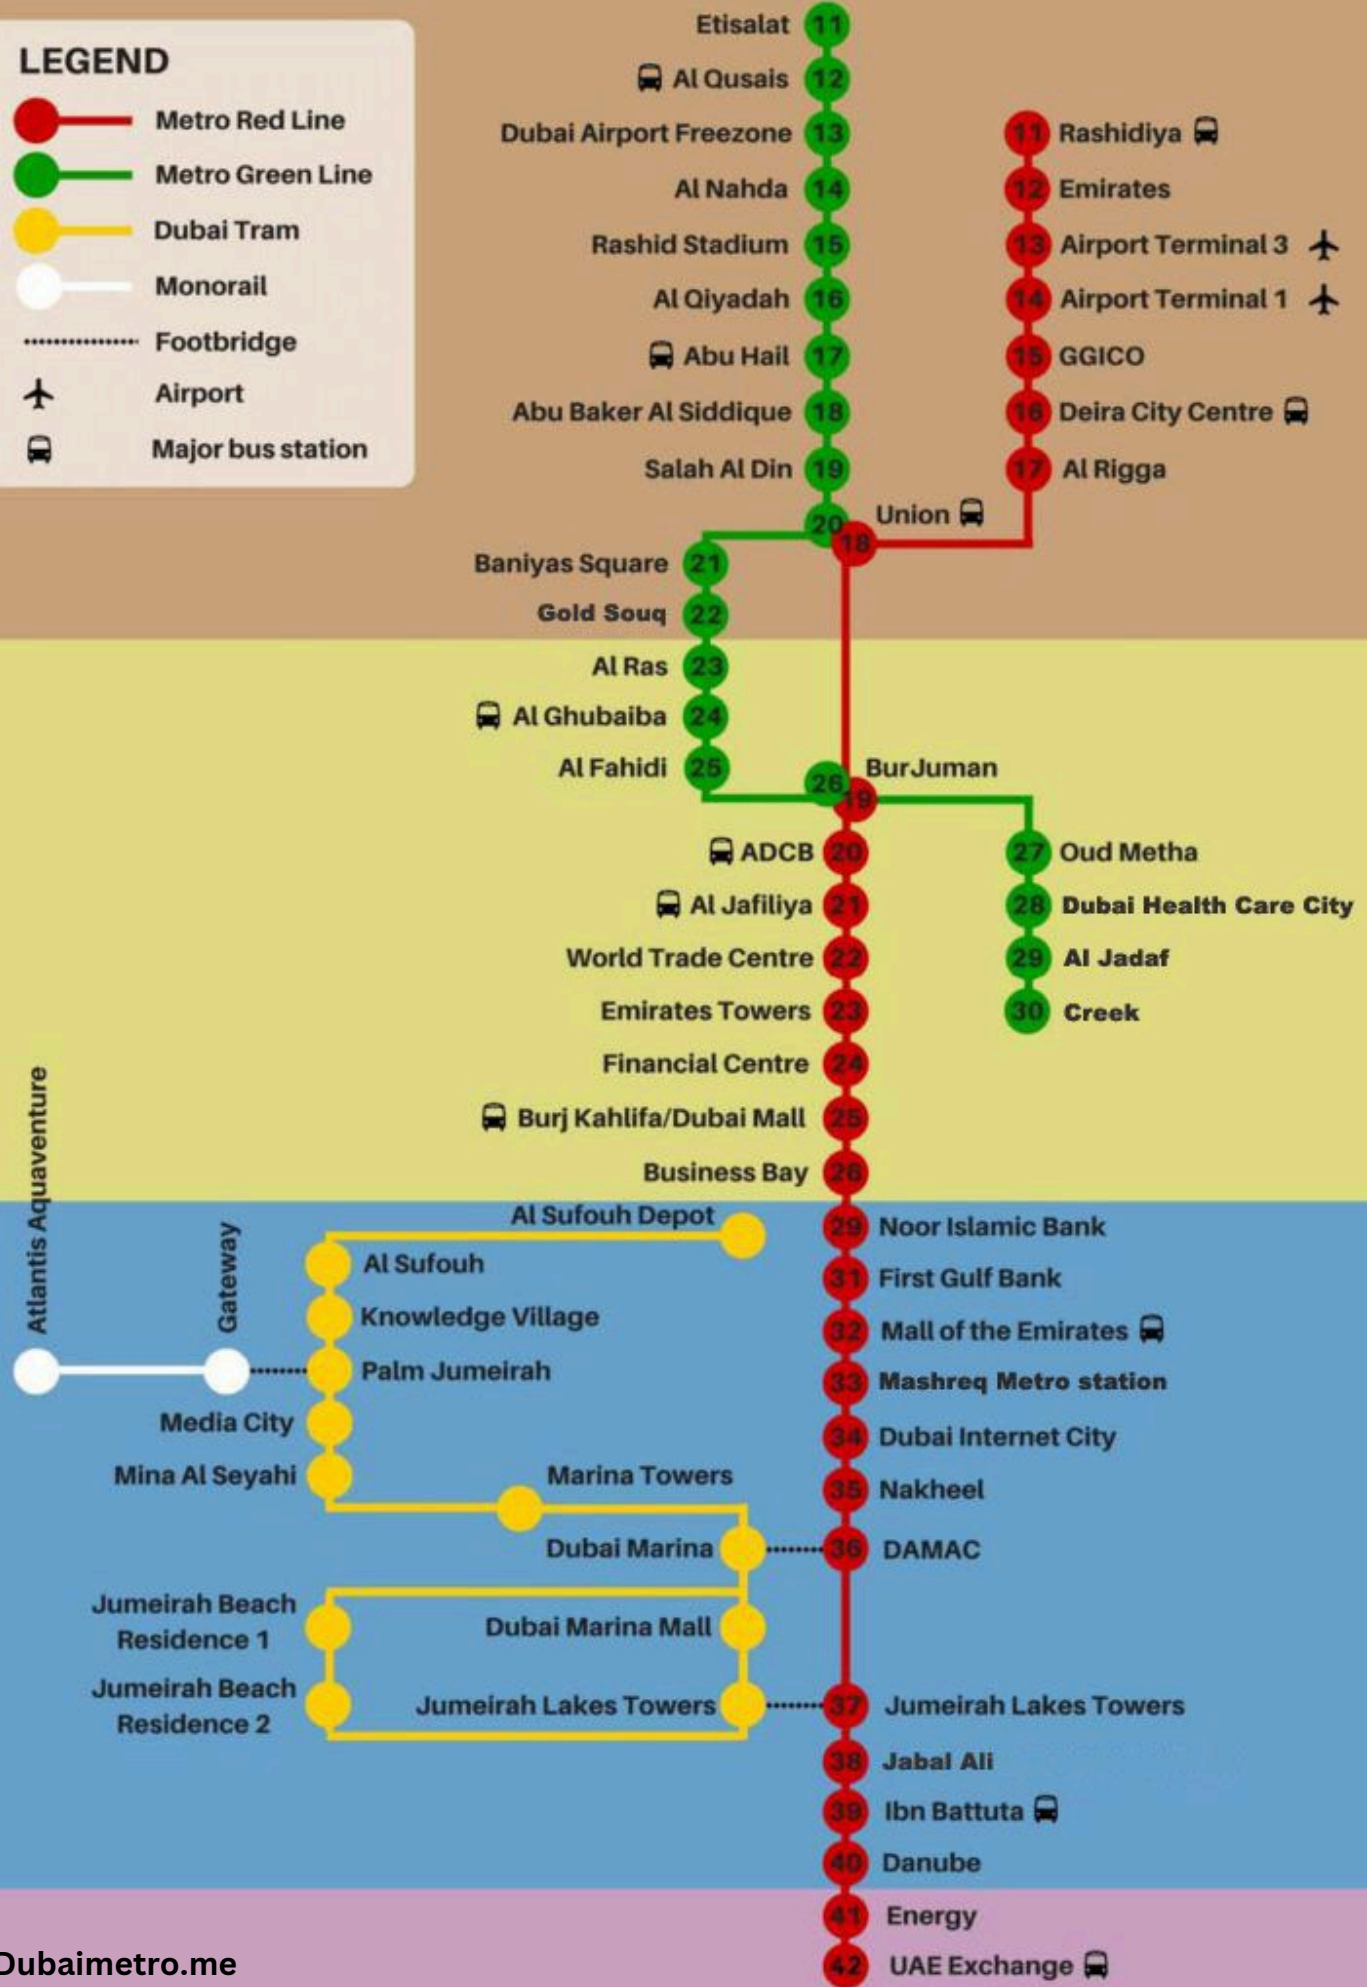 LEGEND
Metro Red Line
Metro Green Line
Dubai Tram
Monorail
Footbridge
Airport
Major bus station
Etisalat 11
Al Qusais 12
Dubai Airport Freezone 13
Al Nahda 14
Rashid Stadium 15
Al Qiyadah 16
Abu Hail 17
Abu Baker Al Siddique 18
Salah Al Din 19
20
11 Rashidiya
12 Emirates
13 Airport Terminal 3
14 Airport Terminal 1
15 GGICO
16 Deira City Centre
17 Al Rigga
Union
18
Baniyas Square 21
Gold Souq 22
Al Ras 23
Al Ghubaiba 24
Al Fahidi 25
26
BurJuman
19
ADCB 20
Al Jafiliya 21
World Trade Centre 22
Emirates Towers 23
Financial Centre 24
Burj Kahlifa/Dubai Mall 25
Business Bay 26
27 Oud Metha
28 Dubai Health Care City
29 Al Jadaf
30 Creek
Atlantis Aquaventure
Gateway
Al Sufouh Depot
Al Sufouh
Knowledge Village
Palm Jumeirah
Media City
Mina Al Seyahi
Marina Towers
Dubai Marina
Jumeirah Beach
Residence 1
Dubai Marina Mall
Jumeirah Beach
Residence 2
Jumeirah Lakes Towers
29 Noor Islamic Bank
31 First Gulf Bank
32 Mall of the Emirates
33 Mashreq Metro station
34 Dubai Internet City
35 Nakheel
36 DAMAC
37 Jumeirah Lakes Towers
38 Jabal Ali
39 Ibn Battuta
40 Danube
41 Energy
42 UAE Exchange
Dubaimetro.me